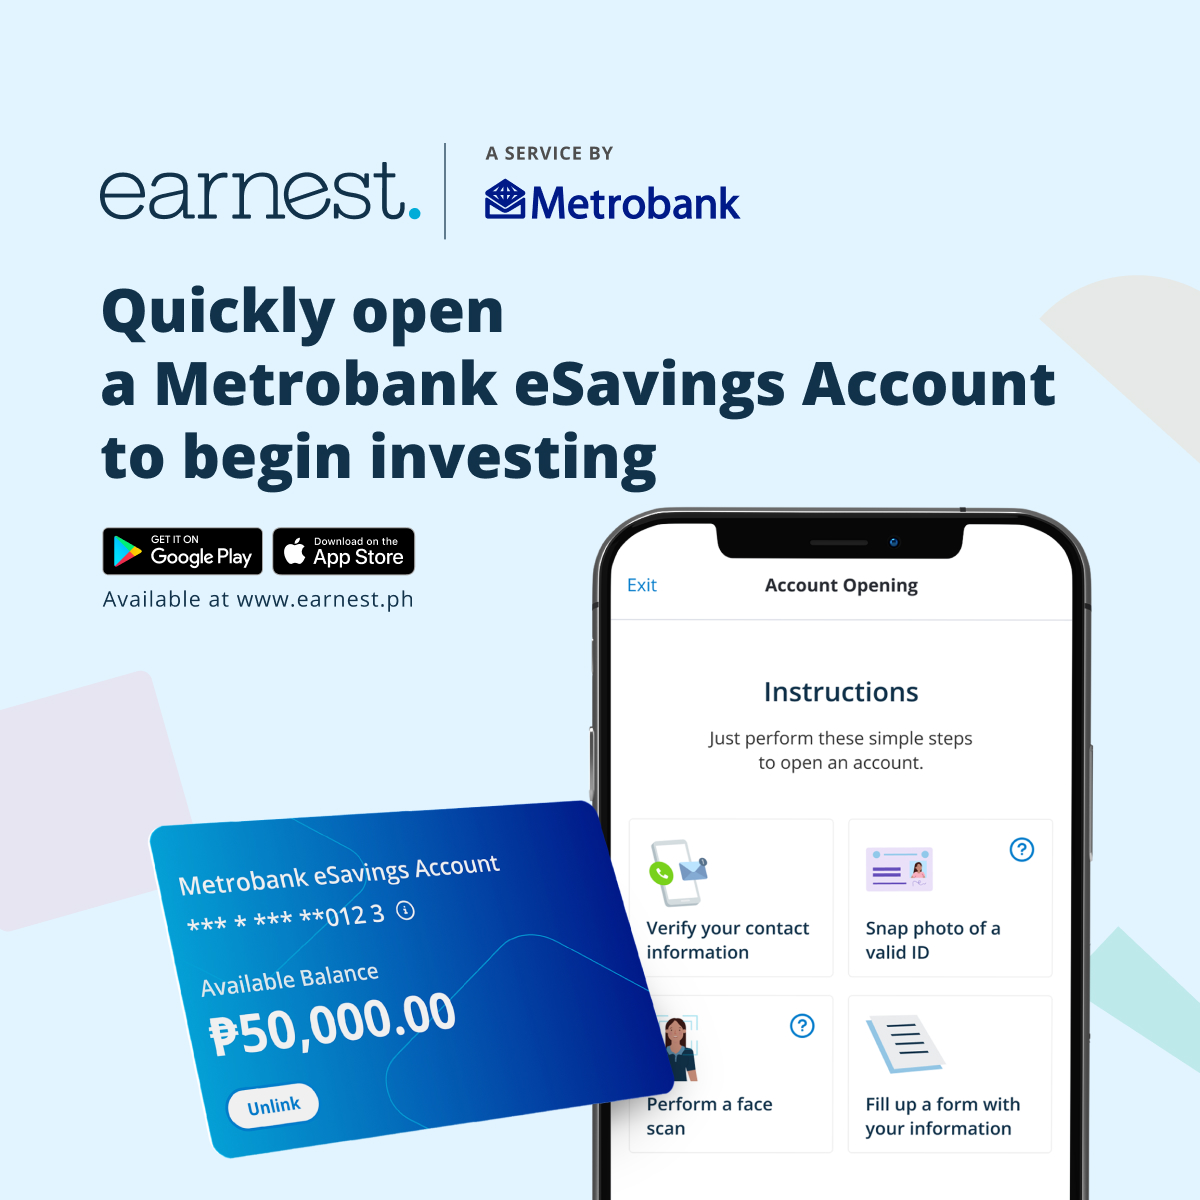 earnest.
A SERVICE BY
Metrobank
Quickly open
a Metrobank eSavings Account
to begin investing
GET IT ON
Google Play
Download on the
App Store
Available at www.earnest.ph
Exit
Account Opening
Instructions
Just perform these simple steps
to open an account.
Verify your contact
information
Snap photo of a
valid ID
Perform a face
scan
Fill up a form with
your information
Metrobank eSavings Account
*** * *** **012 3
Available Balance
₱50,000.00
Unlink